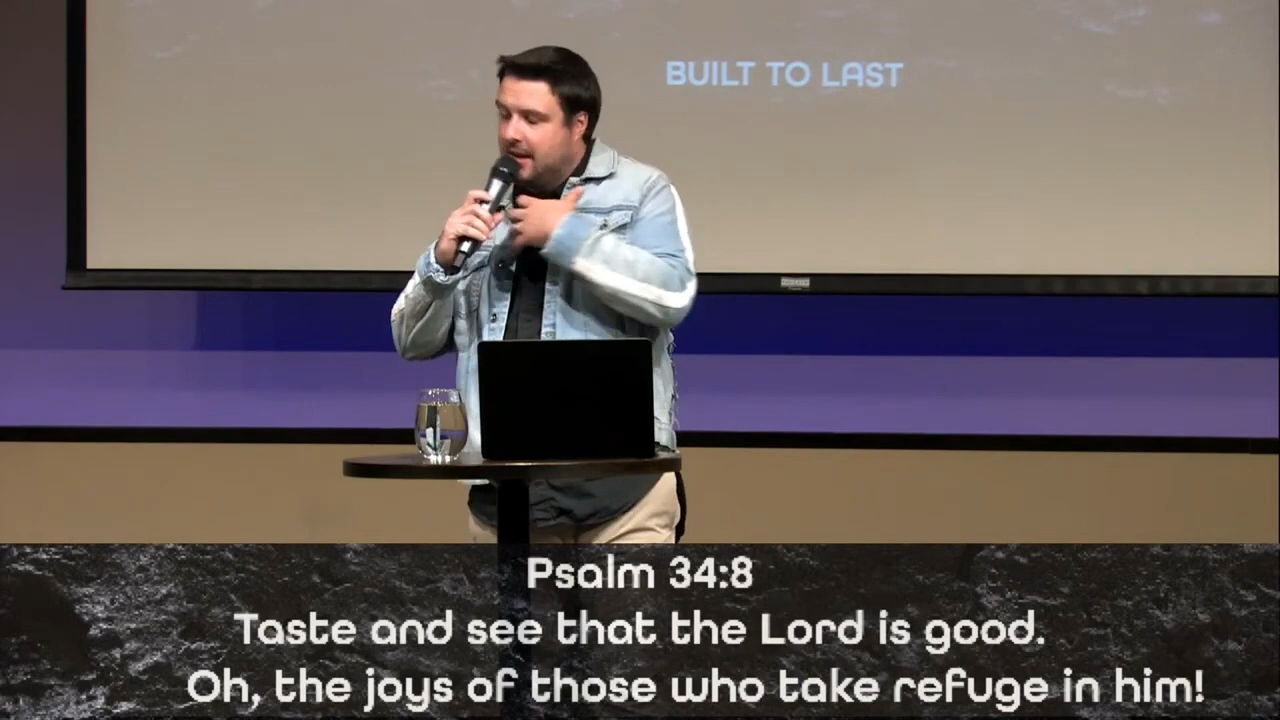 BUILT TO LAST
Psalm 34:8
Taste and see that the Lord is good.
Oh, the joys of those who take refuge in him!